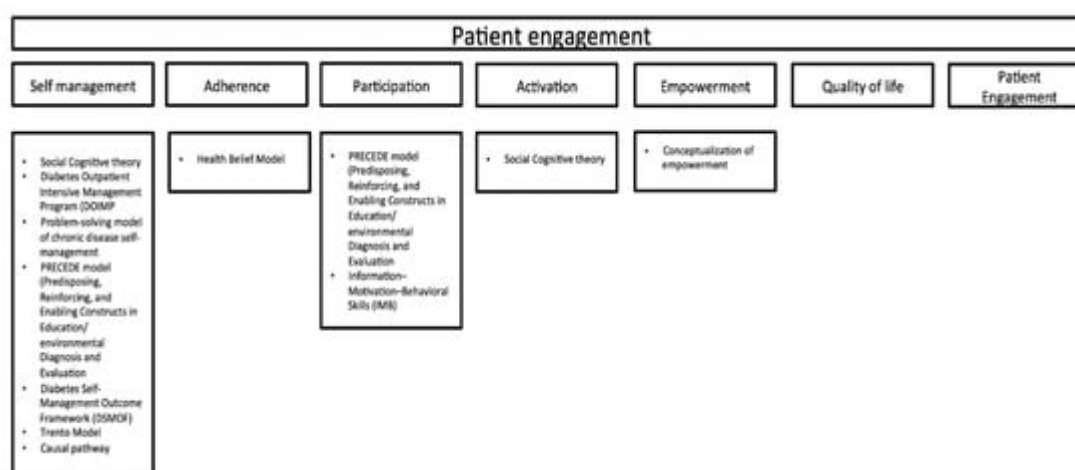 Patient engagement
Self management
Adherence
Participation
Activation
Empowerment
Quality of life
Patient
Engagement
• Social Cognitive theory
• Diabetes Outpatient
Intensive Management
Program (DOIMP
• Problem-solving model
of chronic disease self-
management
• PRECEDE model
(Predisposing,
Reinforcing, and
Enabling Constructs in
Education/
environmental
Diagnosis and
Evaluation
• Diabetes Self-
Management Outcome
Framework (DSMOF)
• Trento Model
• Causal pathway
• Health Belief Model
• PRECEDE model
(Predisposing,
Reinforcing, and
Enabling Constructs in
Education/
environmental
Diagnosis and
Evaluation
• Information–
Motivation–Behavioral
Skills (IMB)
• Social Cognitive theory
• Conceptualization of
empowerment